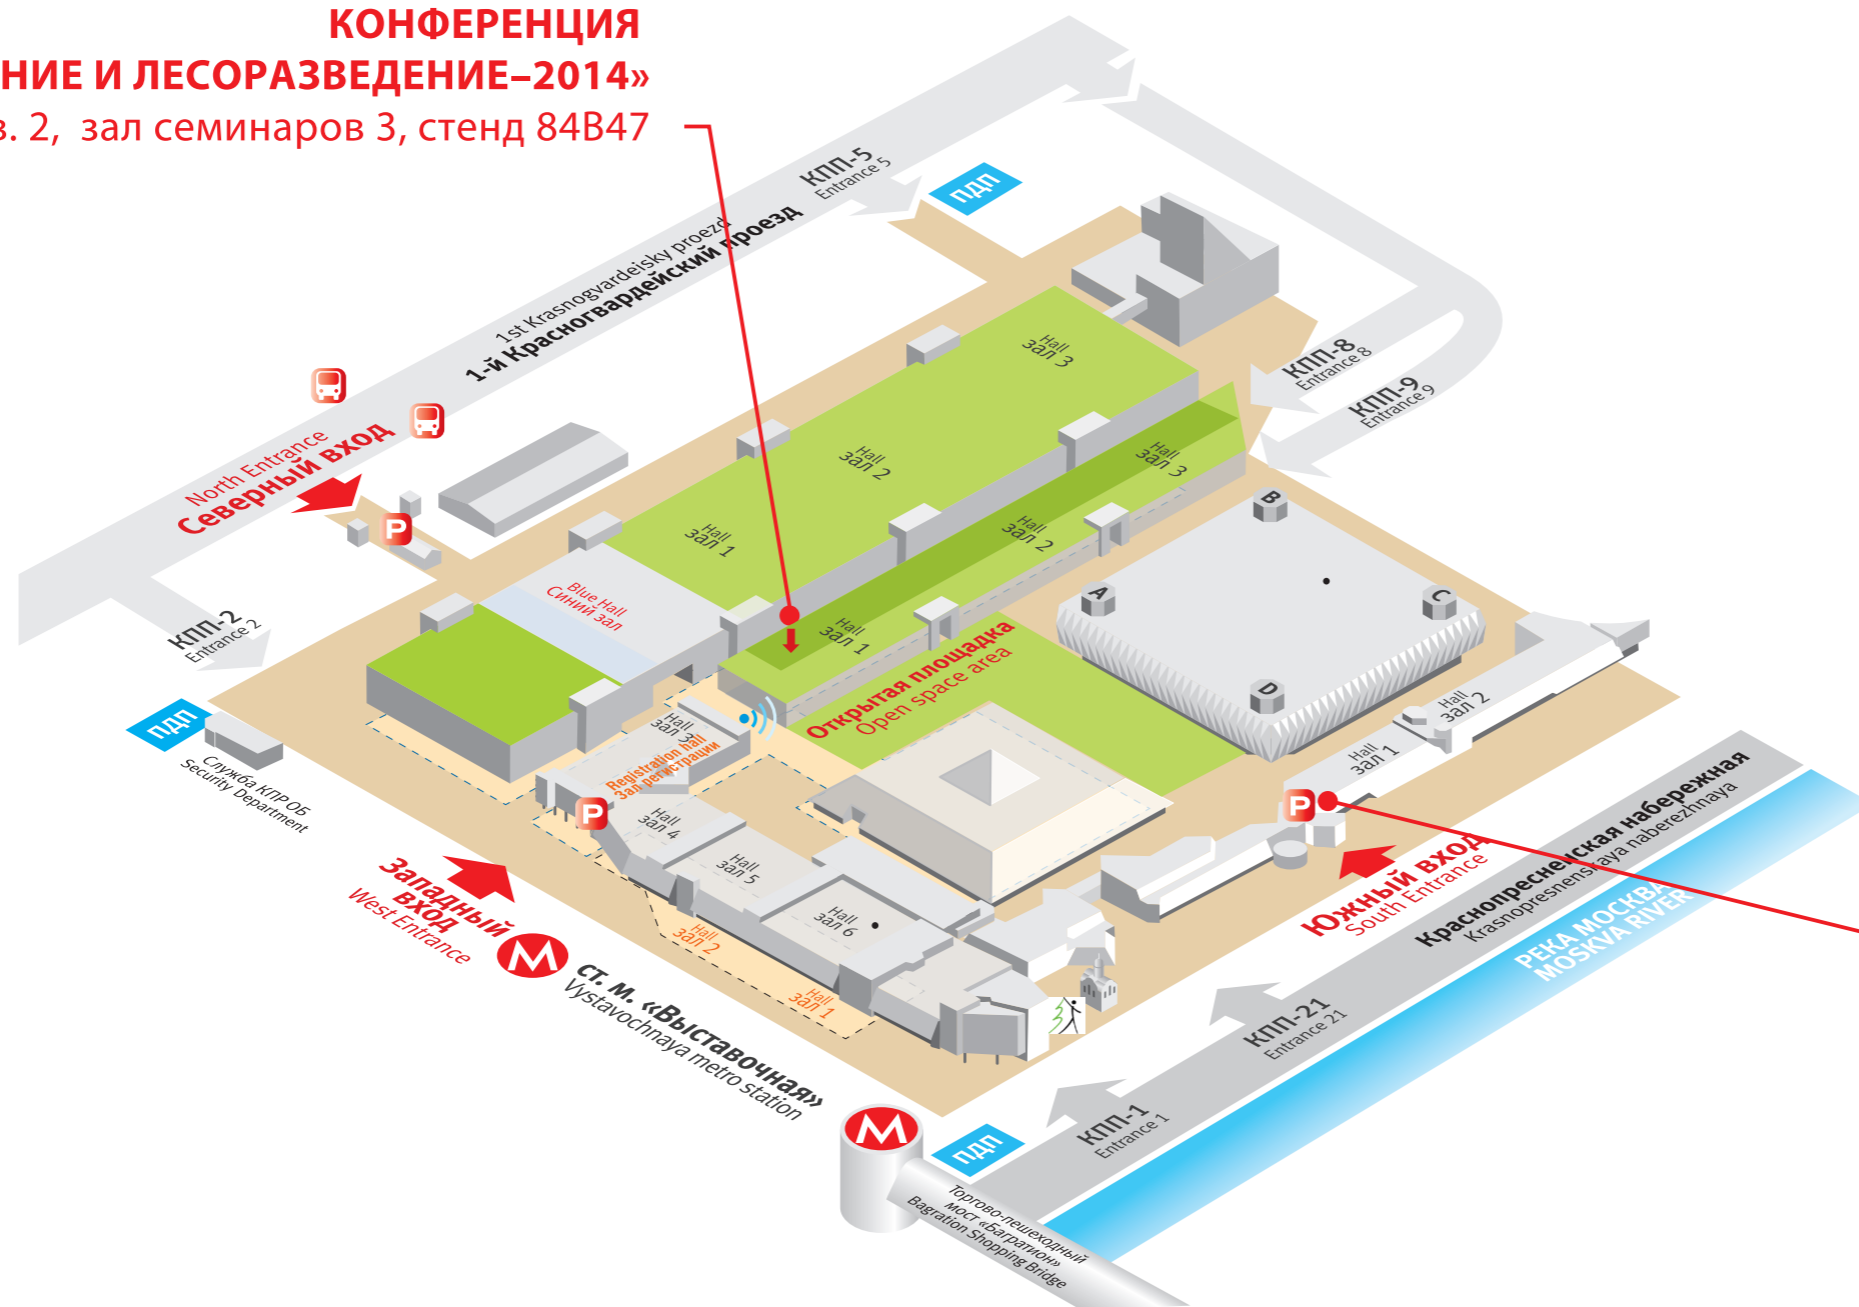 КОНФЕРЕНЦИЯ
НИЕ И ЛЕСОРАЗВЕДЕНИЕ–2014»
в. 2, зал семинаров 3, стенд 84B47
КПП-5
Entrance 5
ПДП
1st Krasnogvardeisky proezd
1-й Красногвардейский проезд
Hall
зал 3
КПП-8
Entrance 8
КПП-9
Entrance 9
North Entrance
Северный вход
P
Hall
зал 2
Hall
зал 3
Hall
зал 1
Hall
зал 2
B
A
C
D
Blue Hall
Синий зал
Hall
зал 1
КПП-2
Entrance 2
Открытая площадка
Open space area
ПДП
Служба КПР ОБ
Security Department
Hall
зал 3
Registration hall
Зал регистрации
P
Hall
зал 4
Hall
зал 5
Hall
зал 6
Hall
зал 2
Hall
зал 1
Hall
зал 2
Hall
зал 1
P
Западный
вход
West Entrance
М
ст. м. «Выставочная»
Vystavochnaya metro station
Южный вход
South Entrance
Краснопресненская набережная
Krasnopresnenskaya naberezhnaya
РЕКА МОСКВА
MOSKVA RIVER
КПП-21
Entrance 21
КПП-1
Entrance 1
М
ПДП
Торгово-пешеходный
мост «Багратион»
Bagration Shopping Bridge